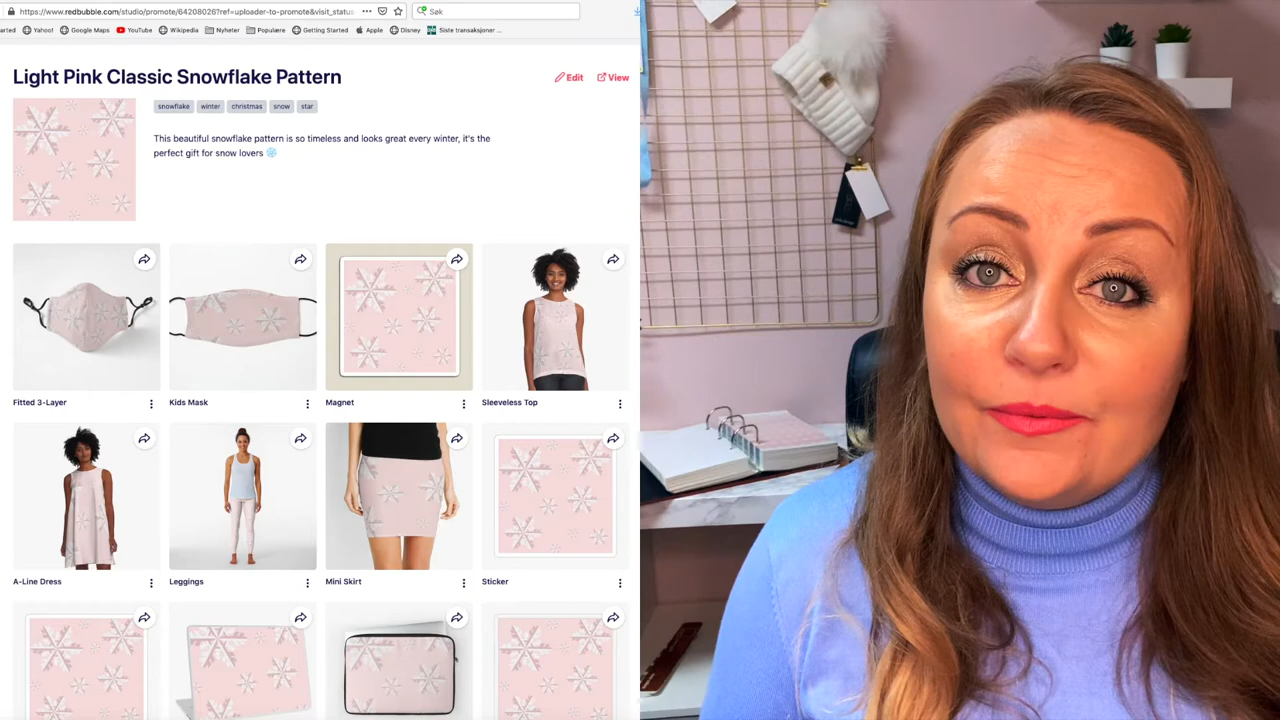 https://www.redbubble.com/studio/promote/64208026?ref=uploader-to-promote&visit_status
Søk
arted
Yahoo!
Google Maps
YouTube
Wikipedia
Nyheter
Populære
Getting Started
Apple
Disney
Siste transaksjoner ...
Light Pink Classic Snowflake Pattern
Edit
View
snowflake
winter
christmas
snow
star
This beautiful snowflake pattern is so timeless and looks great every winter, it's the
perfect gift for snow lovers ❄️
Fitted 3-Layer
Kids Mask
Magnet
Sleeveless Top
A-Line Dress
Leggings
Mini Skirt
Sticker